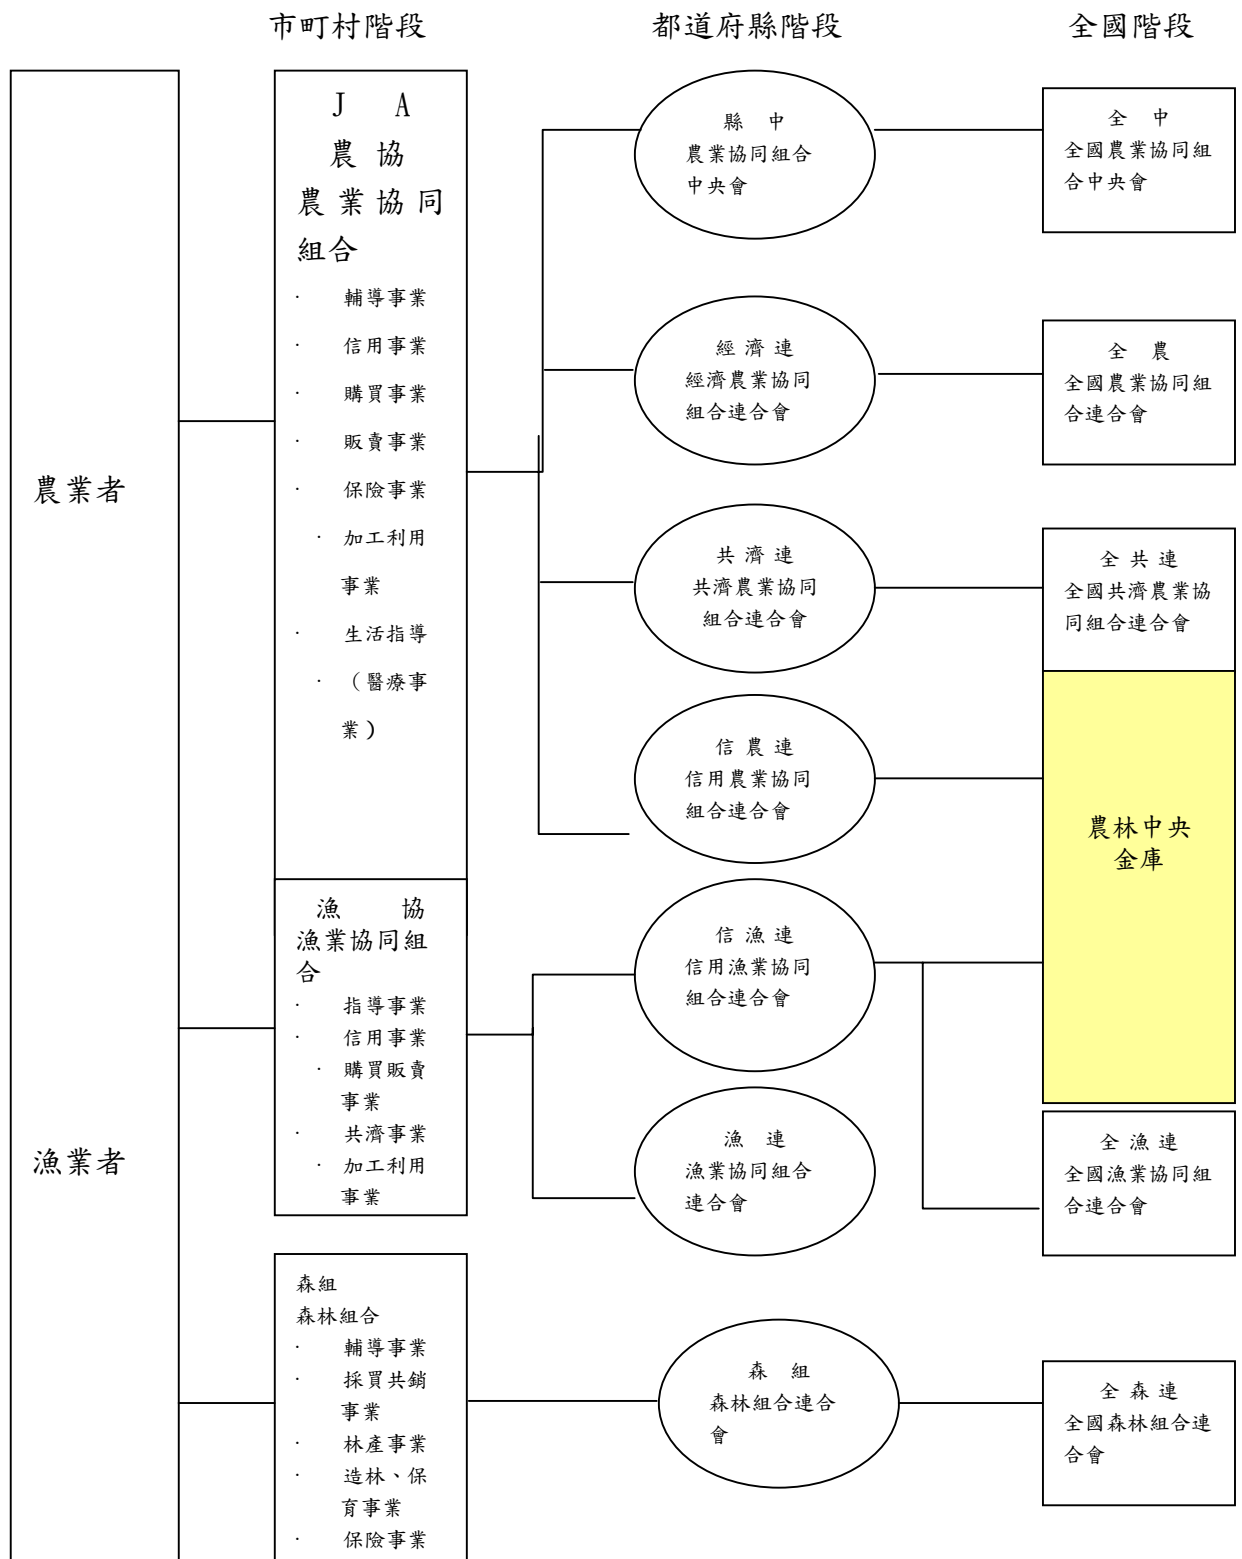 市町村階段
都道府縣階段
全國階段
農業者
漁業者
J A
農協
農業協同
組合
· 輔導事業
· 信用事業
· 購買事業
· 販賣事業
· 保險事業
· 加工利用
事業
· 生活指導
· （醫療事
業）
漁 協
漁業協同組
合
· 指導事業
· 信用事業
· 購買販賣
事業
· 共濟事業
· 加工利用
事業
森組
森林組合
· 輔導事業
· 採買共銷
事業
· 林產事業
· 造林、保
育事業
· 保險事業
縣 中
農業協同組合
中央會
經濟連
經濟農業協同
組合連合會
共濟連
共濟農業協同
組合連合會
信農連
信用農業協同
組合連合會
信漁連
信用漁業協同
組合連合會
漁 連
漁業協同組合
連合會
森 組
森林組合連合
會
全 中
全國農業協同組
合中央會
全 農
全國農業協同組
合連合會
全共連
全國共濟農業協
同組合連合會
農林中央
金庫
全漁連
全國漁業協同組
合連合會
全森連
全國森林組合連
合會